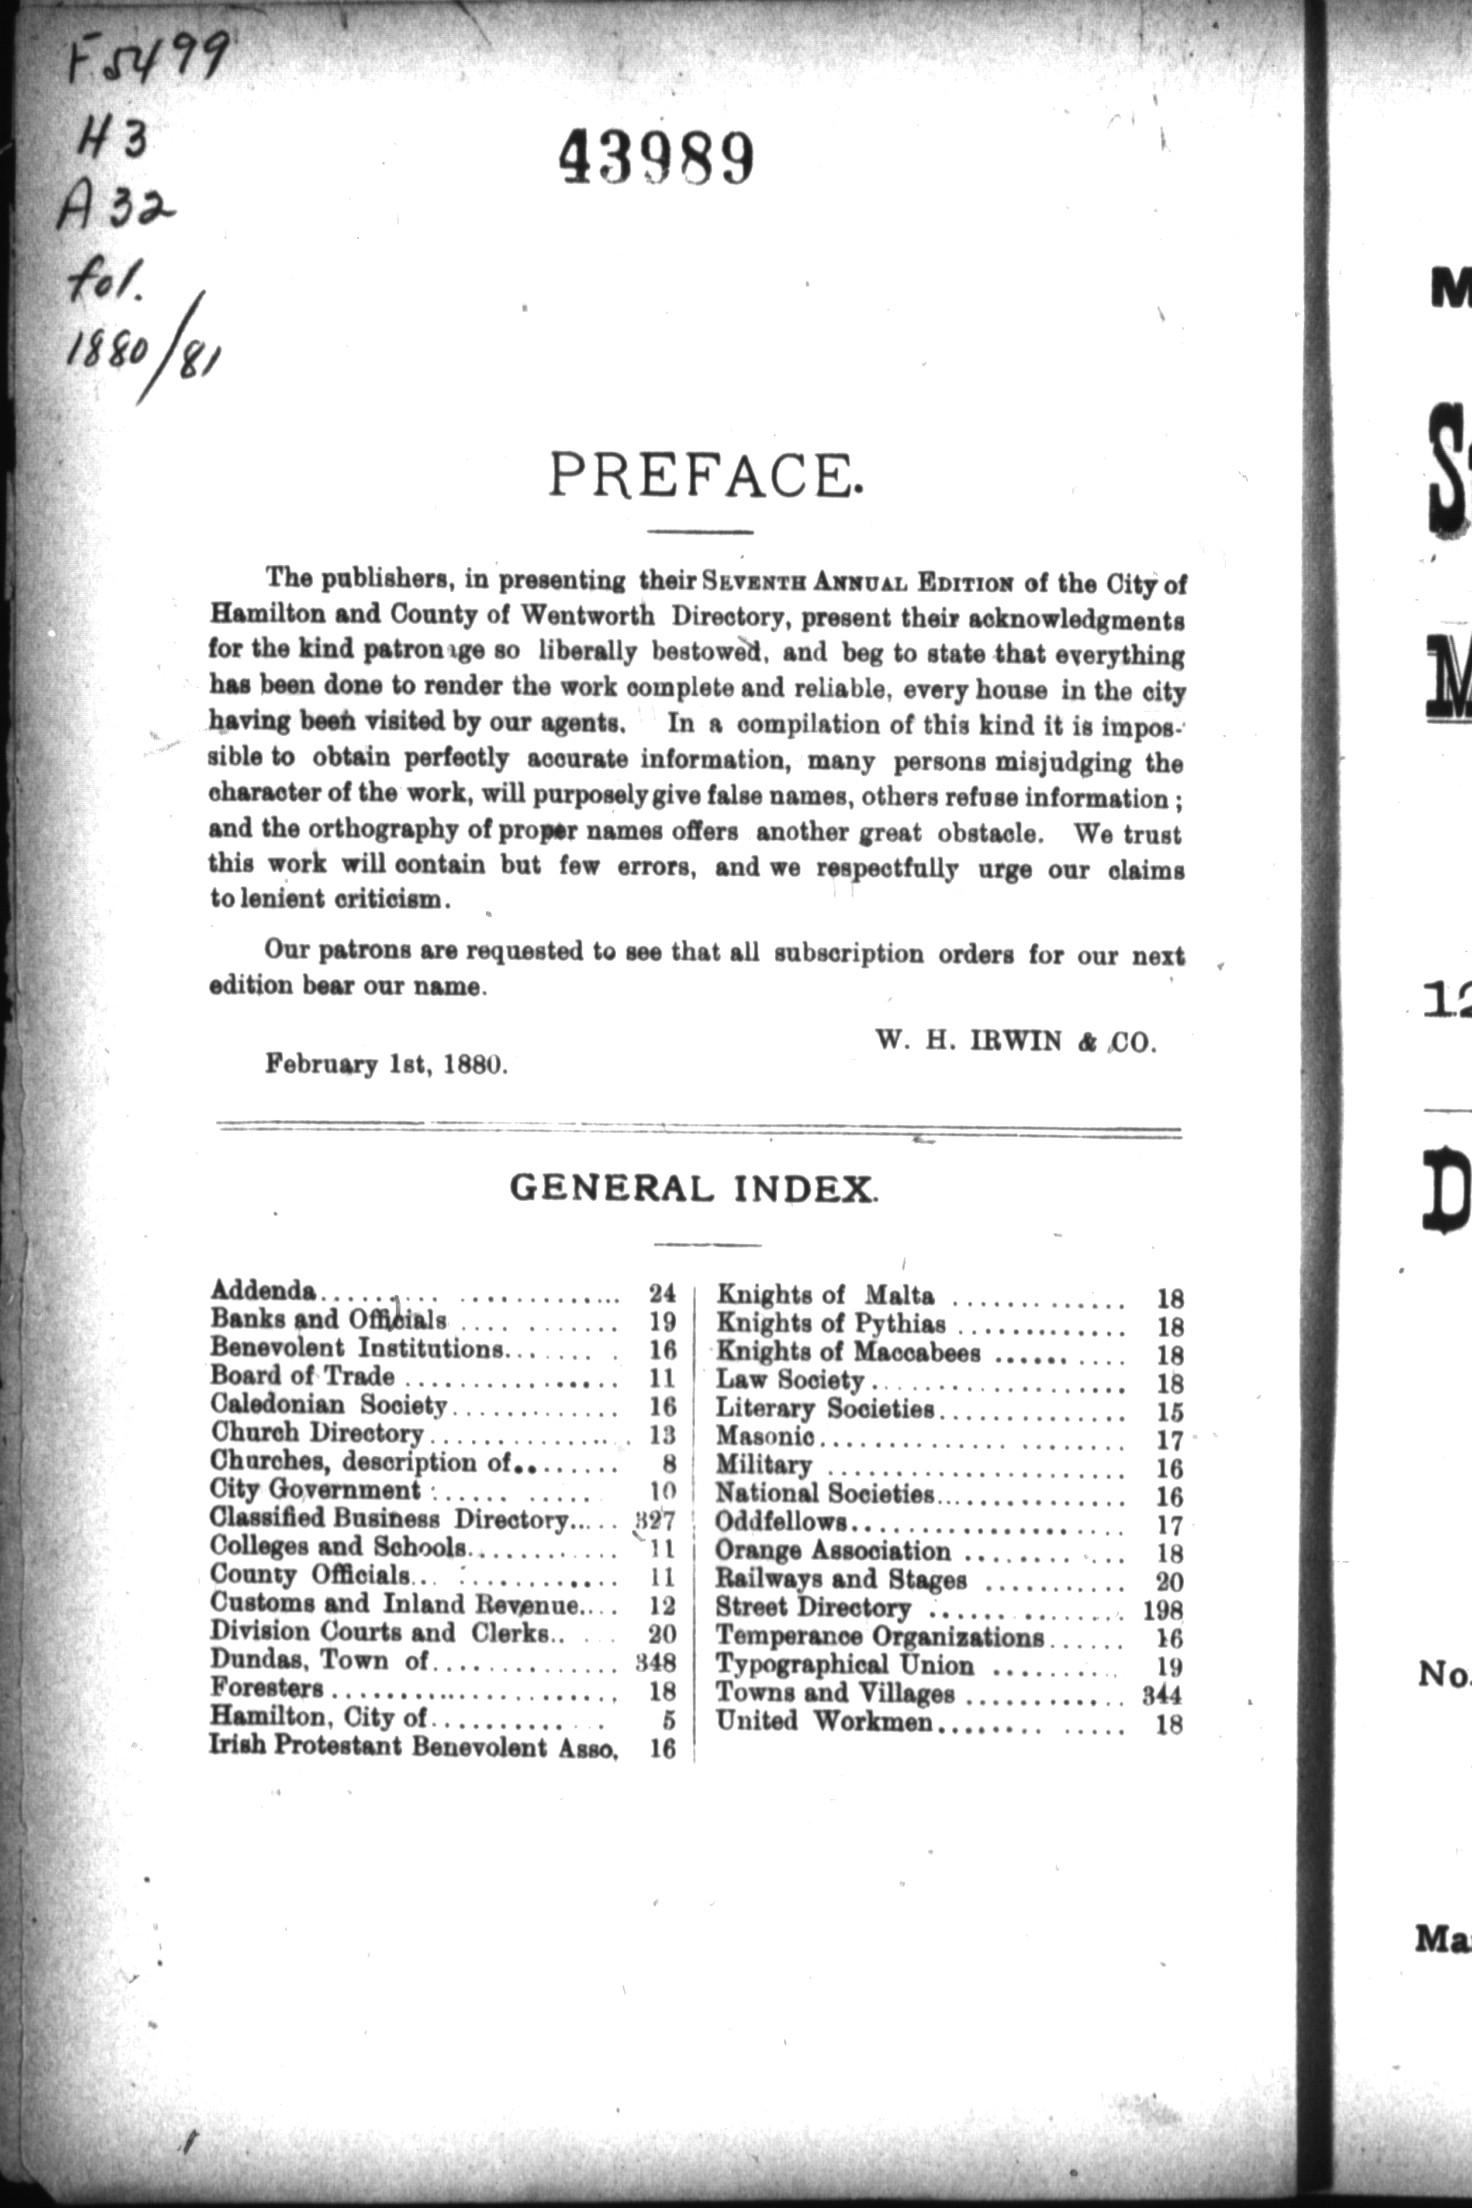 F5499
H3
A32
fol.
1880/81
43989
PREFACE.
The publishers, in presenting their SEVENTH ANNUAL EDITION of the City of
Hamilton and County of Wentworth Directory, present their acknowledgments
for the kind patronage so liberally bestowed, and beg to state that everything
has been done to render the work complete and reliable, every house in the city
having been visited by our agents. In a compilation of this kind it is impos-
sible to obtain perfectly accurate information, many persons misjudging the
character of the work, will purposely give false names, others refuse information;
and the orthography of proper names offers another great obstacle. We trust
this work will contain but few errors, and we respectfully urge our claims
to lenient criticism.
Our patrons are requested to see that all subscription orders for our next
edition bear our name.
W. H. IRWIN & CO.
February 1st, 1880.
GENERAL INDEX.
Addenda.................... 24
Banks and Officials........... 19
Benevolent Institutions........ 16
Board of Trade................ 11
Caledonian Society............. 16
Church Directory............... 13
Churches, description of........ 8
City Government............ 10
Classified Business Directory..... 327
Colleges and Schools............ 11
County Officials.............. 11
Customs and Inland Revenue.... 12
Division Courts and Clerks..... 20
Dundas, Town of.............. 348
Foresters..................... 18
Hamilton, City of............ 5
Irish Protestant Benevolent Asso. 16
Knights of Malta............. 18
Knights of Pythias............. 18
Knights of Maccabees.......... 18
Law Society................... 18
Literary Societies.............. 15
Masonic...................... 17
Military...................... 16
National Societies............... 16
Oddfellows.................... 17
Orange Association............ 18
Railways and Stages........... 20
Street Directory.............. 198
Temperance Organizations...... 16
Typographical Union.......... 19
Towns and Villages............ 344
United Workmen............. 18
M
12
D
No.